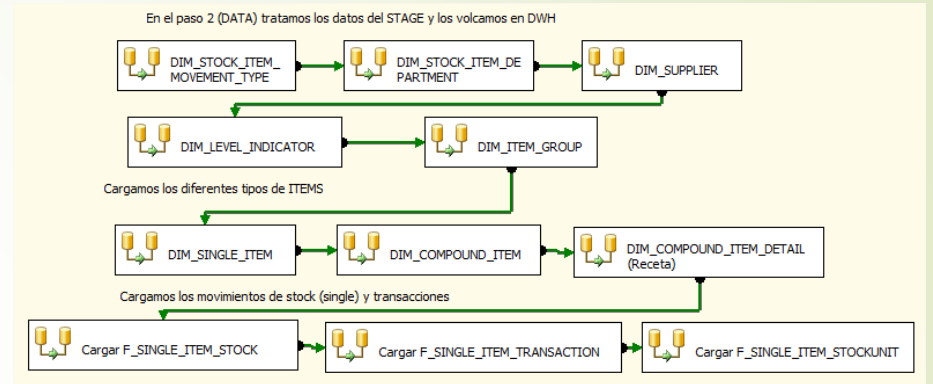 En el paso 2 (DATA) tratamos los datos del STAGE y los volcamos en DWH
DIM_STOCK_ITEM_
MOVEMENT_TYPE
DIM_STOCK_ITEM_DE
PARTMENT
DIM_SUPPLIER
DIM_LEVEL_INDICATOR
DIM_ITEM_GROUP
Cargamos los diferentes tipos de ITEMS
DIM_SINGLE_ITEM
DIM_COMPOUND_ITEM
DIM_COMPOUND_ITEM_DETAIL
(Receta)
Cargamos los movimientos de stock (single) y transacciones
Cargar F_SINGLE_ITEM_STOCK
Cargar F_SINGLE_ITEM_TRANSACTION
Cargar F_SINGLE_ITEM_STOCKUNIT